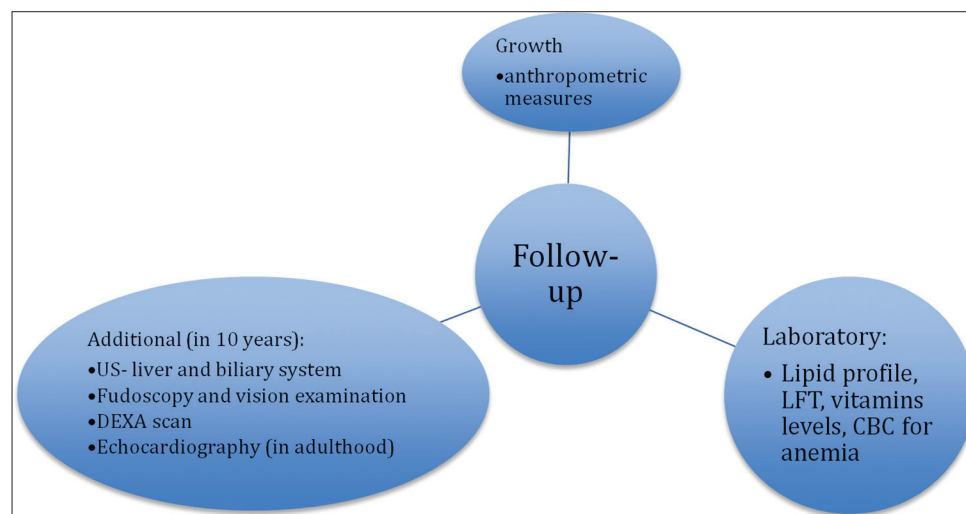 Growth
•anthropometric
measures
Follow-
up
Additional (in 10 years):
•US- liver and biliary system
•Fudoscopy and vision examination
•DEXA scan
•Echocardiography (in adulthood)
Laboratory:
• Lipid profile,
LFT, vitamins
levels, CBC for
anemia